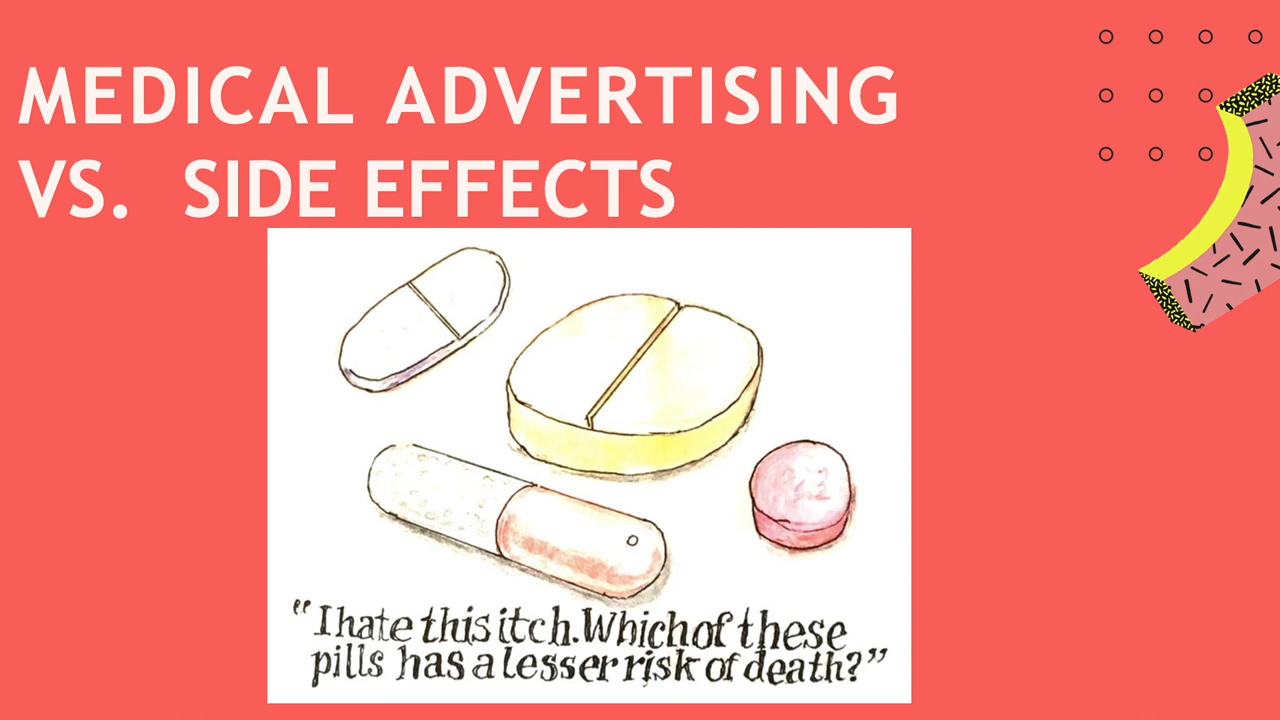 MEDICAL ADVERTISING
VS. SIDE EFFECTS
“I hate this itch. Which of these
pills has a lesser risk of death?”